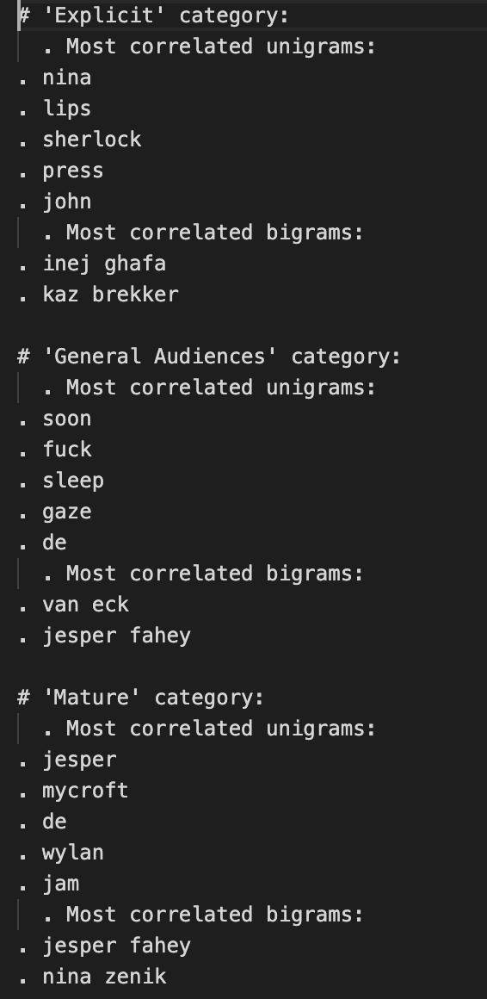 # 'Explicit' category:
. Most correlated unigrams:
. nina
. lips
. sherlock
. press
. john
. Most correlated bigrams:
. inej ghafa
. kaz brekker
# 'General Audiences' category:
. Most correlated unigrams:
. soon
. fuck
. sleep
. gaze
. de
. Most correlated bigrams:
. van eck
. jesper fahey
# 'Mature' category:
. Most correlated unigrams:
. jesper
. mycroft
. de
. wylan
. jam
. Most correlated bigrams:
. jesper fahey
. nina zenik